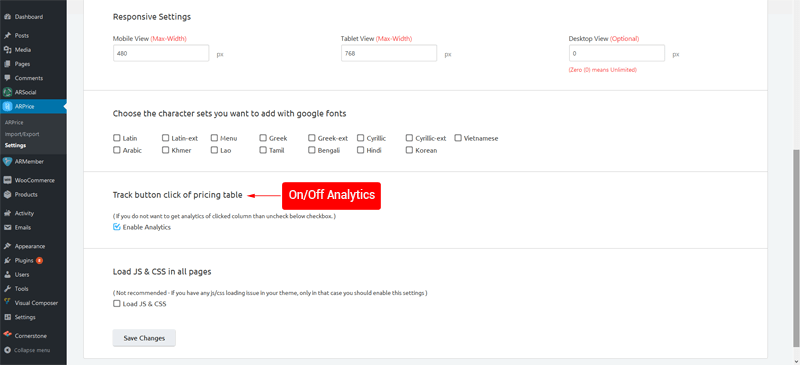 Dashboard
Posts
Media
Pages
Comments
ARSocial
ARPrice
ARPrice
Import/Export
Settings
ARMember
WooCommerce
Products
Activity
Emails
Appearance
Plugins
Users
Tools
Visual Composer
Settings
Cornerstone
Collapse menu
Responsive Settings
Mobile View (Max-Width) Tablet View (Max-Width) Desktop View (Optional)
480 px 768 px 0 px
(Zero (0) means Unlimited)
Choose the character sets you want to add with google fonts
Latin Latin-ext Menu Greek Greek-ext Cyrillic Cyrillic-ext Vietnamese
Arabic Khmer Lao Tamil Bengali Hindi Korean
Track button click of pricing table On/Off Analytics
( If you do not want to get analytics of clicked column than uncheck below checkbox. )
Enable Analytics
Load JS & CSS in all pages
( Not recommended - If you have any js/css loading issue in your theme, only in that case you should enable this settings )
Load JS & CSS
Save Changes